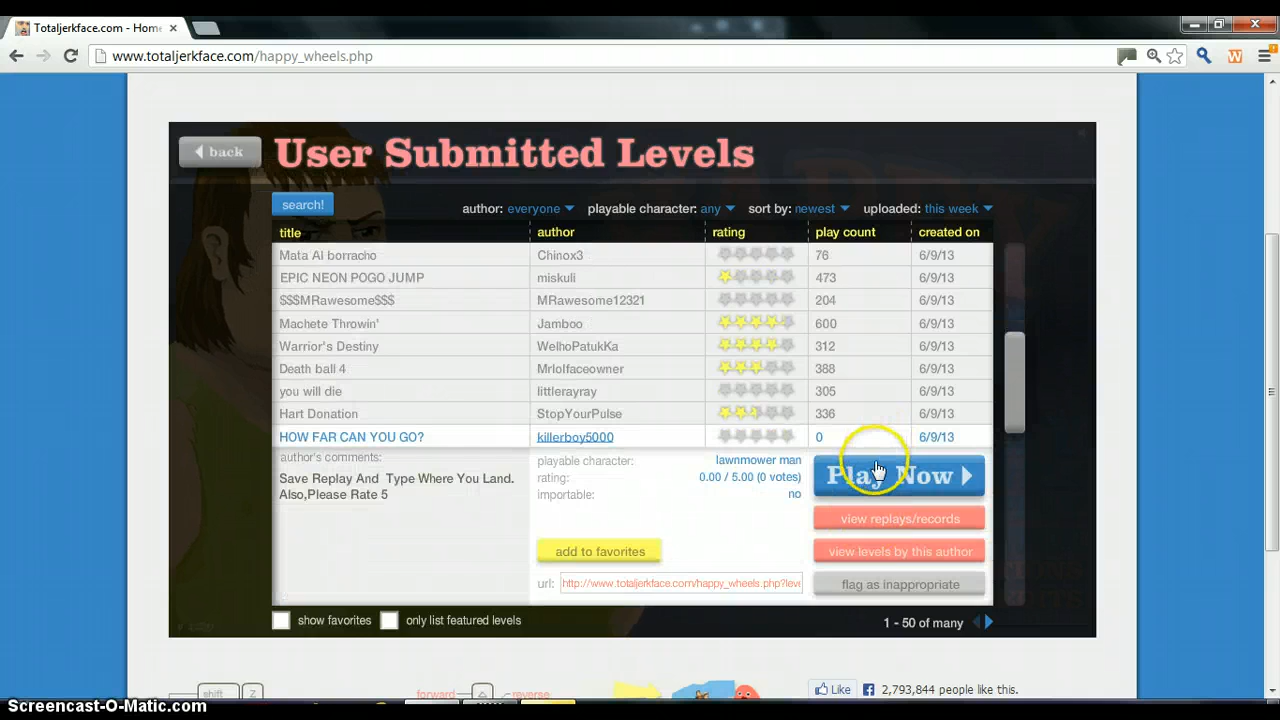 Totaljerkface.com - Hom
www.totaljerkface.com/happy_wheels.php
back
User Submitted Levels
search!
author: everyone playable character: any sort by: newest uploaded: this week
title author rating play count created on
Mata Al borracho Chinox3 76 6/9/13
EPIC NEON POGO JUMP miskuli 473 6/9/13
$$$MRawesome$$$ MRawesome12321 204 6/9/13
Machete Throwin' Jamboo 600 6/9/13
Warrior's Destiny WelhoPatukKa 312 6/9/13
Death ball 4 Mrlolfaceowner 388 6/9/13
you will die littlerayray 305 6/9/13
Hart Donation StopYourPulse 336 6/9/13
HOW FAR CAN YOU GO? killerboy5000 0 6/9/13
author's comments:
Save Replay And Type Where You Land.
Also,Please Rate 5
playable character: lawnmower man
rating: 0.00 / 5.00 (0 votes)
importable: no
add to favorites
url: http://www.totaljerkface.com/happy_wheels.php?leve
Play Now
view replays/records
view levels by this author
flag as inappropriate
show favorites only list featured levels
1 - 50 of many
shift Z
forward reverse
Like 2,793,844 people like this.
Screencast-O-Matic.com